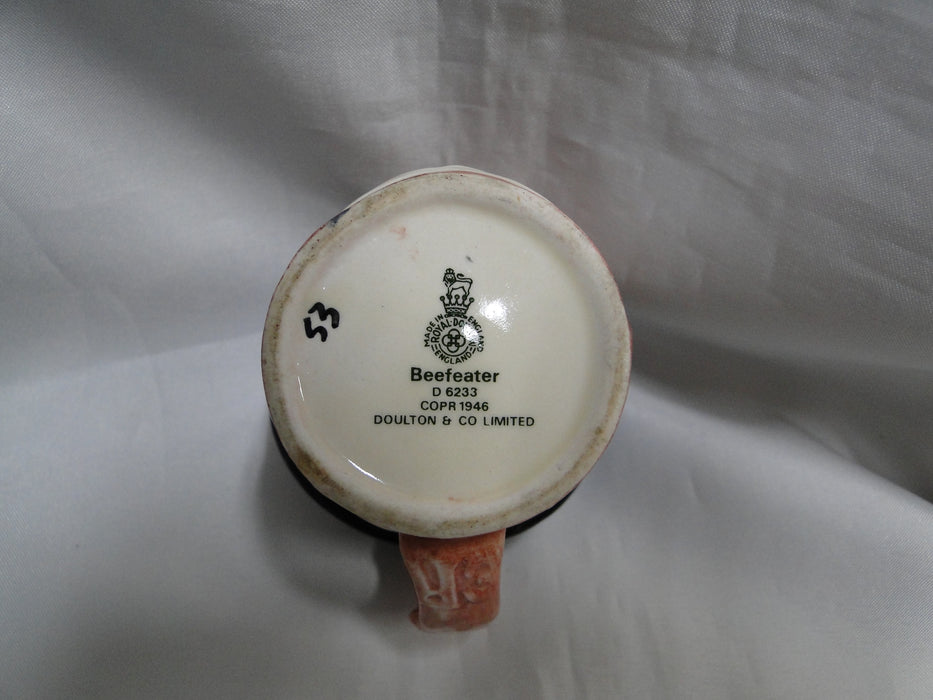 53
MADE IN ENGLAND
ROYAL DOULTON
ENGLAND
Beefeater
D 6233
COPR 1946
DOULTON & CO LIMITED